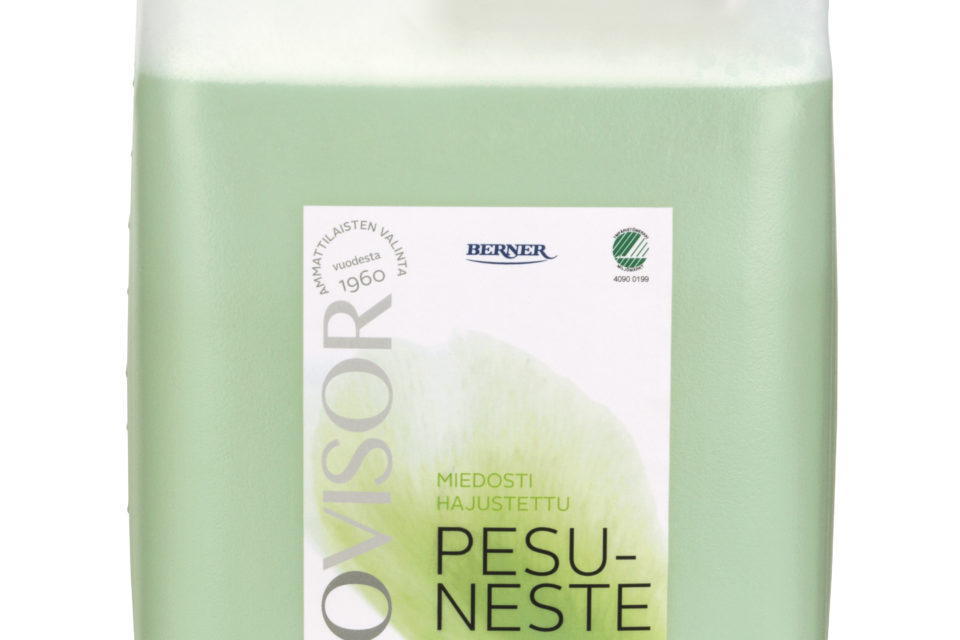 AMMATTILAISTEN VALINTA
vuodesta
1960
BERNER
4090 0199
OVISOR
MIEDOSTI
HAJUSTETTU
PESU-
NESTE